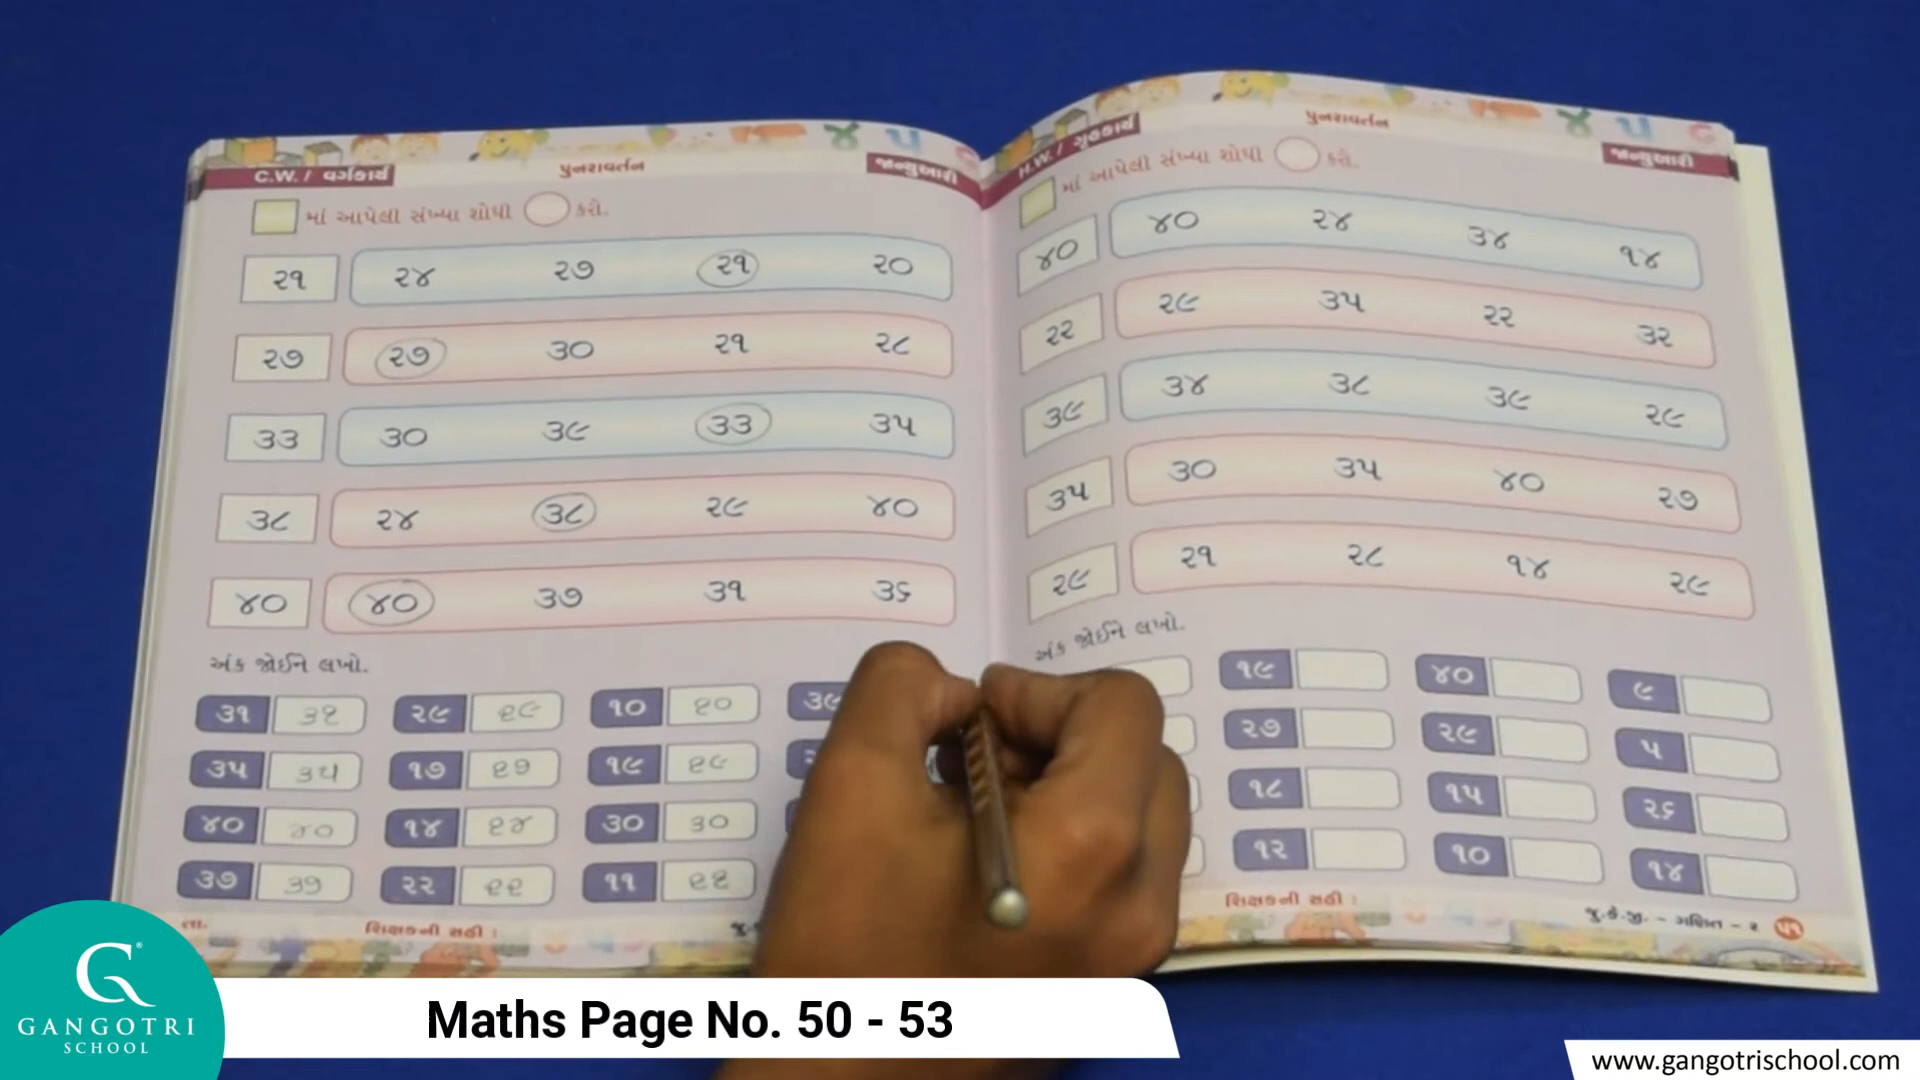 C.W. / વર્ગકાર્ય
પુનરાવર્તન
જાન્યુઆરી
માં આપેલી સંખ્યા શોધી કરો.
૨૧ ૨૪ ૨૭ ૨૧ ૨૦
૨૭ ૨૭ ૩૦ ૨૧ ૨૮
૩૩ ૩૦ ૩૯ ૩૩ ૩૫
૩૮ ૨૪ ૩૮ ૨૯ ૪૦
૪૦ ૪૦ ૩૭ ૩૧ ૩૬
અંક જોઈને લખો.
૩૧ ૩૧ ૨૯ ૨૯ ૧૦ ૧૦ ૩૯
૩૫ ૩૫ ૧૭ ૧૭ ૧૯ ૧૯
૪૦ ૪૦ ૧૪ ૧૪ ૩૦ ૩૦
૩૭ ૩૭ ૨૨ ૨૨ ૧૧ ૧૧
તા.
શિક્ષકની સહી :
H.W. / ગૃહકાર્ય
પુનરાવર્તન
જાન્યુઆરી
માં આપેલી સંખ્યા શોધી કરો.
૪૦ ૪૦ ૨૪ ૩૪ ૧૪
૨૨ ૨૯ ૩૫ ૨૨ ૩૨
૩૯ ૩૪ ૩૮ ૩૯ ૨૯
૩૫ ૩૦ ૩૫ ૪૦ ૨૭
૨૯ ૨૧ ૨૮ ૧૪ ૨૯
અંક જોઈને લખો.
૧૯ ૪૦ ૯
૨૭ ૨૯ ૫
૧૮ ૧૫ ૨૬
૧૨ ૧૦ ૧૪
શિક્ષકની સહી :
જુ.કે.જી. - ગણિત - ૨ ૫૧
GANGOTRI
SCHOOL
Maths Page No. 50 - 53
www.gangotrischool.com